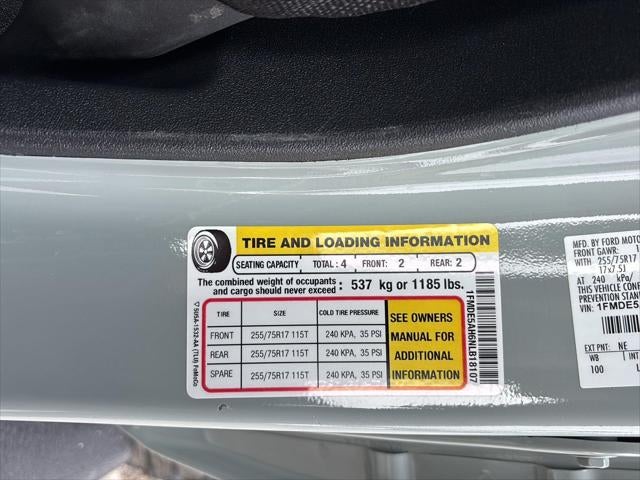 TIRE AND LOADING INFORMATION
SEATING CAPACITY TOTAL: 4 FRONT: 2 REAR: 2
The combined weight of occupants and cargo should never exceed : 537 kg or 1185 lbs.
TIRE SIZE COLD TIRE PRESSURE
FRONT 255/75R17 115T 240 KPA, 35 PSI
REAR 255/75R17 115T 240 KPA, 35 PSI
SPARE 255/75R17 115T 240 KPA, 35 PSI
SEE OWNERS
MANUAL FOR
ADDITIONAL
INFORMATION
1FMDE5AH6NLB18107
MFD. BY FORD MOTO
FRONT GAWR: 1
WITH 255/75R17
17x7.5J
AT 240 kPa/
THIS VEHICLE CONF
PREVENTION STAN
VIN: 1FMDE5A
EXT PNT: NE
WB INT
100 L